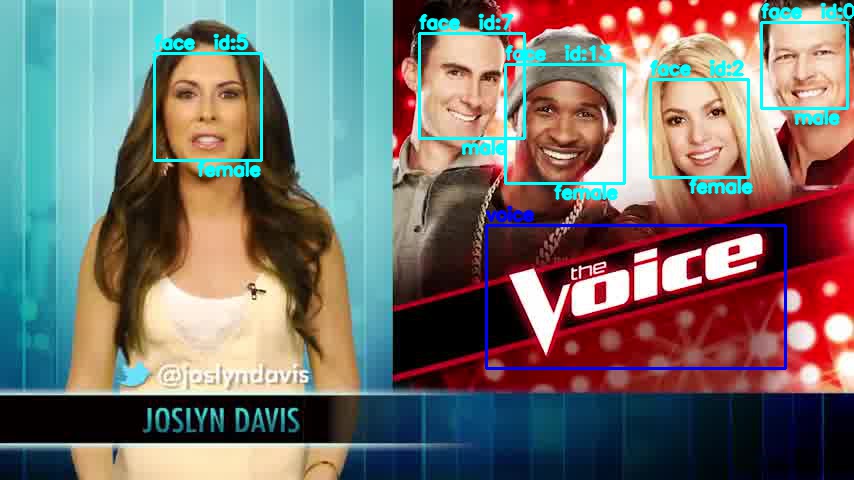 face id:5
female
face id:7
male
face id:13
female
face id:2
female
face id:0
male
voice
the
Voice
@joslyndavis
JOSLYN DAVIS